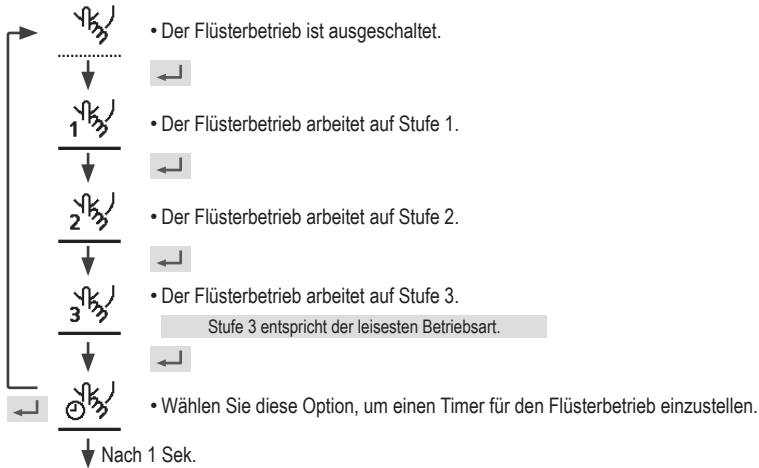 • Der Flüsterbetrieb ist ausgeschaltet.
1
• Der Flüsterbetrieb arbeitet auf Stufe 1.
2
• Der Flüsterbetrieb arbeitet auf Stufe 2.
3
• Der Flüsterbetrieb arbeitet auf Stufe 3.
Stufe 3 entspricht der leisesten Betriebsart.
• Wählen Sie diese Option, um einen Timer für den Flüsterbetrieb einzustellen.
Nach 1 Sek.